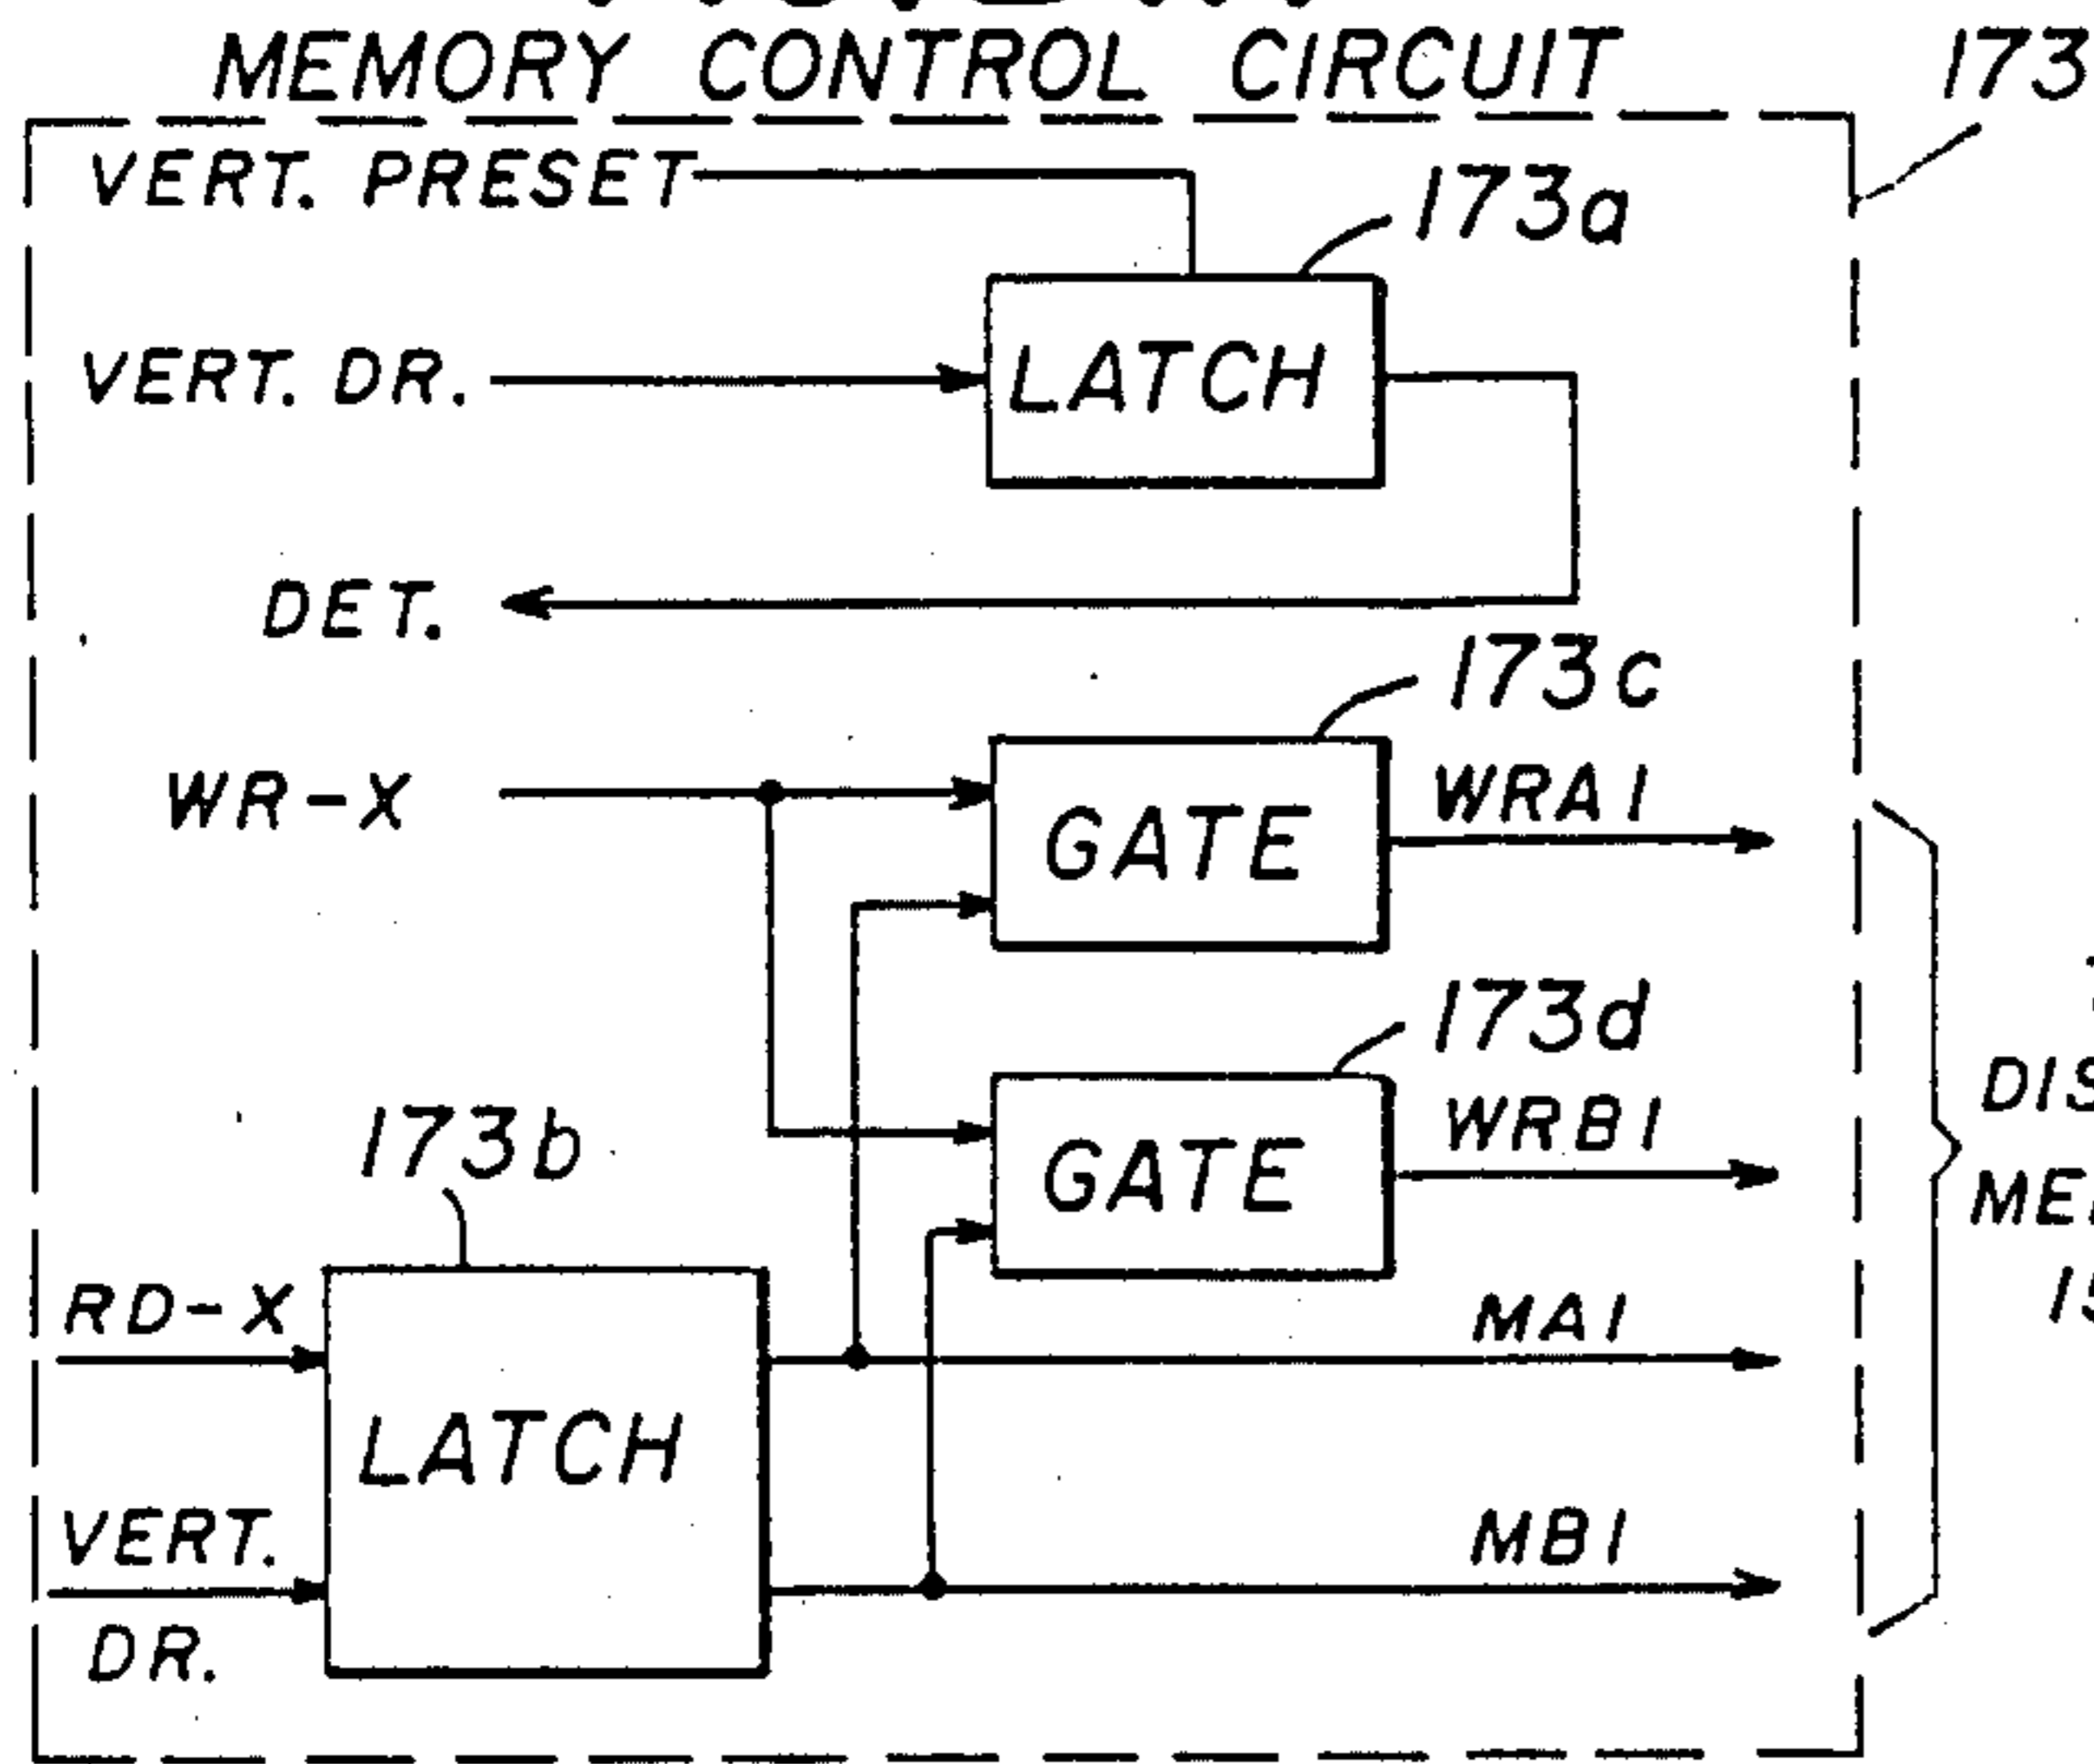 MEMORY CONTROL CIRCUIT
173
VERT. PRESET
173a
LATCH
VERT. DR.
DET.
173c
WR-X
GATE
WRA1
173d
GATE
WRB1
173b
RD-X
LATCH
MA1
VERT.
DR.
MB1